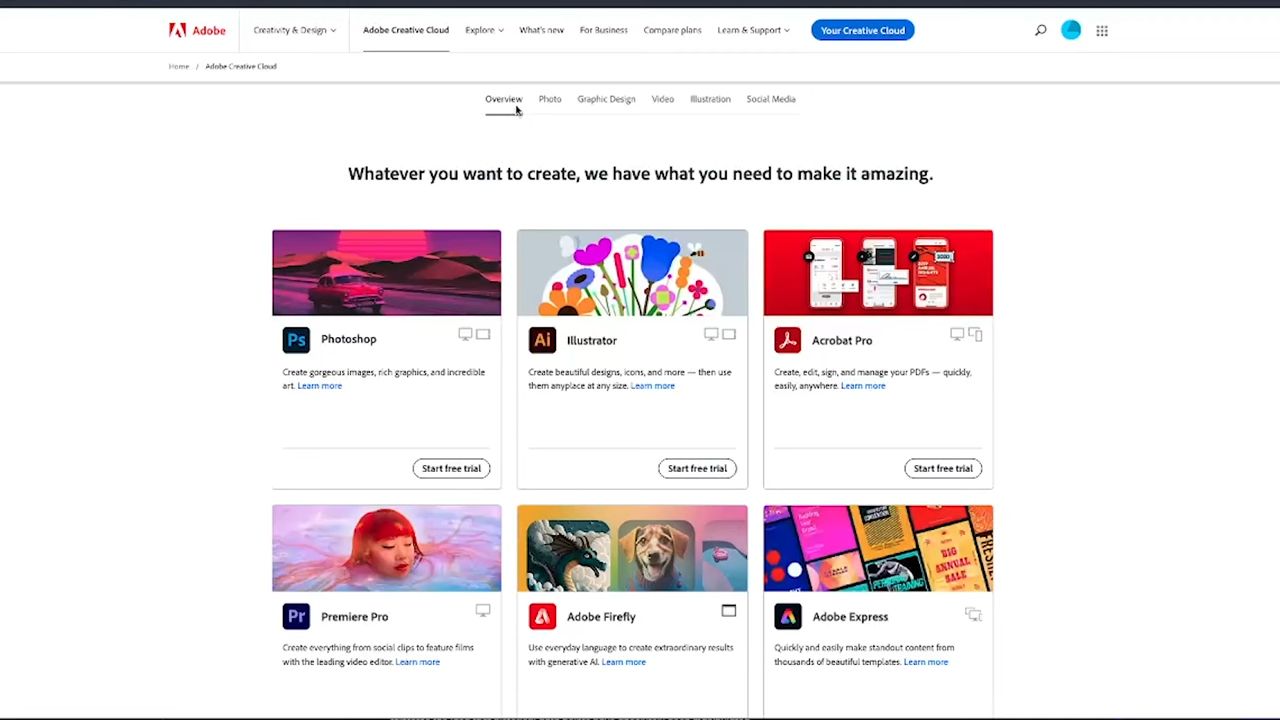 Adobe
Creativity & Design
Adobe Creative Cloud
Explore
What's new
For Business
Compare plans
Learn & Support
Your Creative Cloud
Home / Adobe Creative Cloud
Overview
Photo
Graphic Design
Video
Illustration
Social Media
Whatever you want to create, we have what you need to make it amazing.
Ps
Photoshop
Create gorgeous images, rich graphics, and incredible
art. Learn more
Start free trial
Ai
Illustrator
Create beautiful designs, icons, and more — then use
them anyplace at any size. Learn more
Start free trial
Acrobat Pro
Create, edit, sign, and manage your PDFs — quickly,
easily, anywhere. Learn more
Start free trial
Pr
Premiere Pro
Create everything from social clips to feature films
with the leading video editor. Learn more
Adobe Firefly
Use everyday language to create extraordinary results
with generative AI. Learn more
BIG
ANNUAL
SALE
PERSONAL
TRAINING
Adobe Express
Quickly and easily make standout content from
thousands of beautiful templates. Learn more